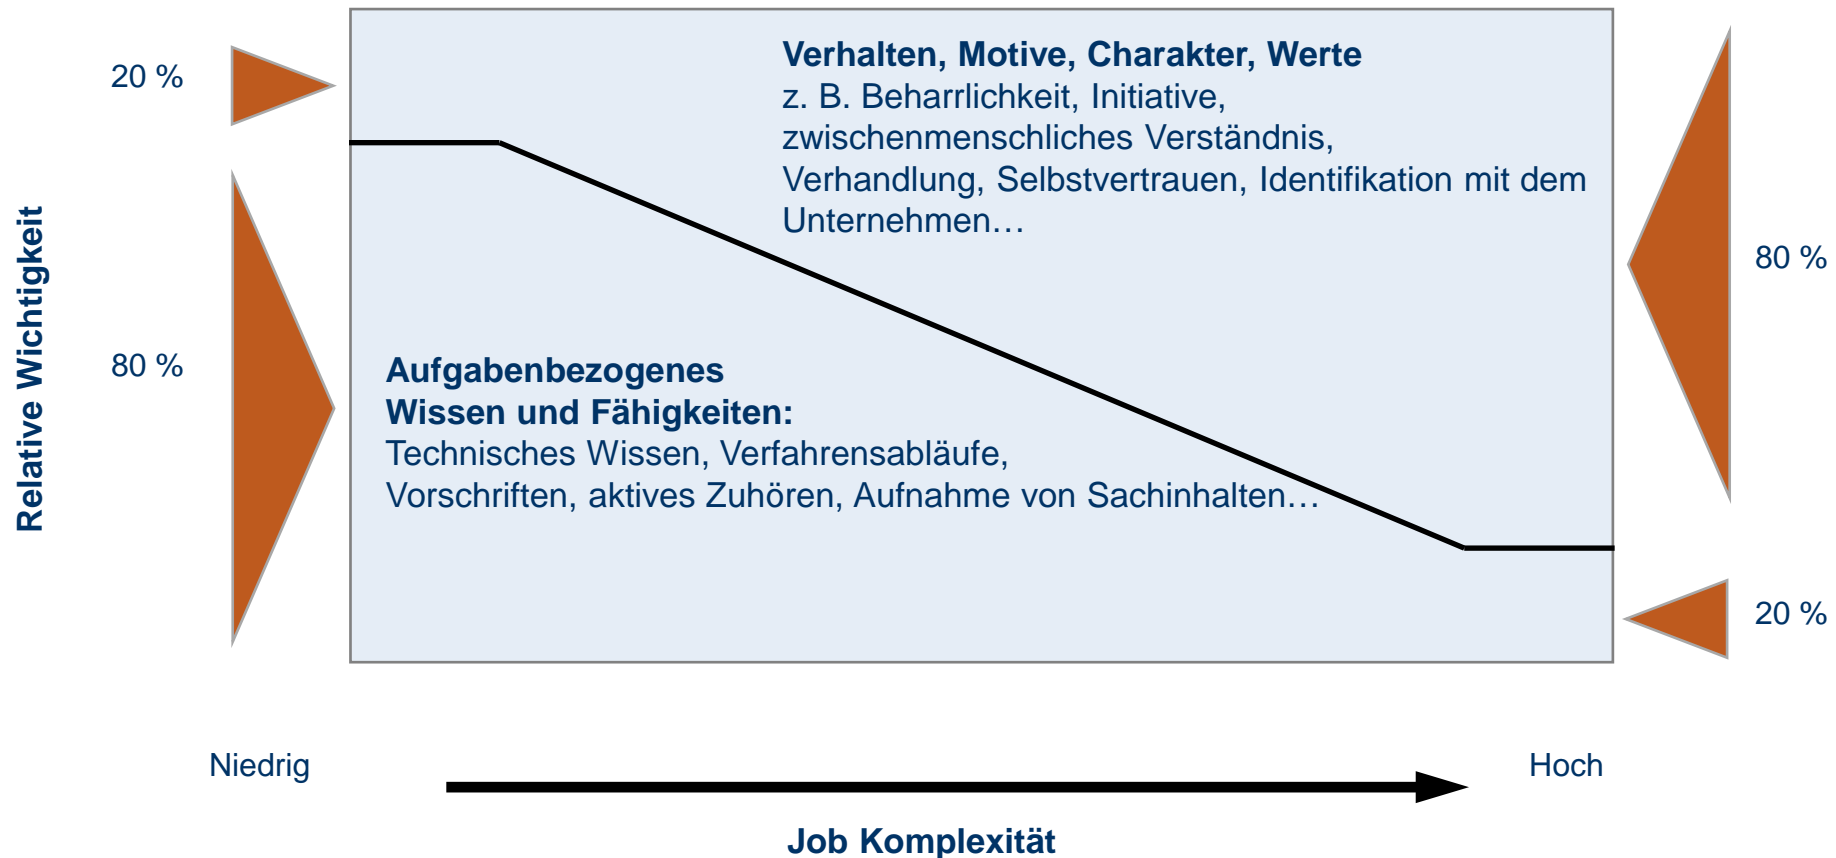 20 %
Verhalten, Motive, Charakter, Werte
z. B. Beharrlichkeit, Initiative,
zwischenmenschliches Verständnis,
Verhandlung, Selbstvertrauen, Identifikation mit dem
Unternehmen…
80 %
Relative Wichtigkeit
80 %
Aufgabenbezogenes
Wissen und Fähigkeiten:
Technisches Wissen, Verfahrensabläufe,
Vorschriften, aktives Zuhören, Aufnahme von Sachinhalten…
20 %
Niedrig
Hoch
Job Komplexität